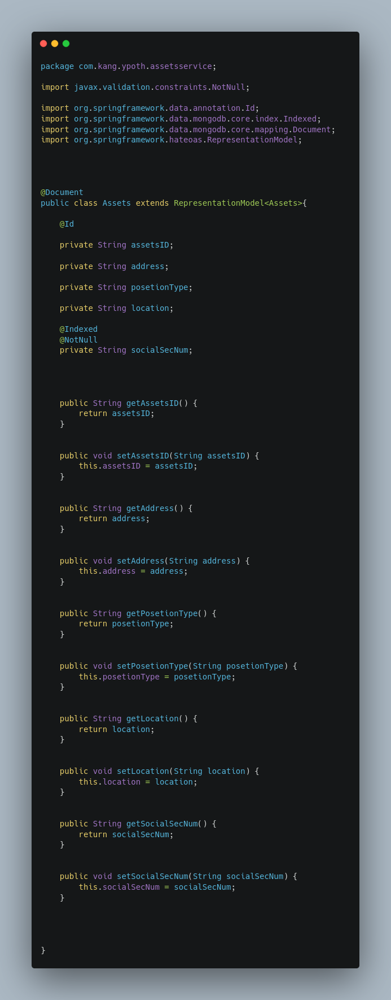 package com.kang.ypoth.assetsservice;
import javax.validation.constraints.NotNull;
import org.springframework.data.annotation.Id;
import org.springframework.data.mongodb.core.index.Indexed;
import org.springframework.data.mongodb.core.mapping.Document;
import org.springframework.hateoas.RepresentationModel;
@Document
public class Assets extends RepresentationModel<Assets>{
@Id
private String assetsID;
private String address;
private String posetionType;
private String location;
@Indexed
@NotNull
private String socialSecNum;
public String getAssetsID() {
return assetsID;
}
public void setAssetsID(String assetsID) {
this.assetsID = assetsID;
}
public String getAddress() {
return address;
}
public void setAddress(String address) {
this.address = address;
}
public String getPosetionType() {
return posetionType;
}
public void setPosetionType(String posetionType) {
this.posetionType = posetionType;
}
public String getLocation() {
return location;
}
public void setLocation(String location) {
this.location = location;
}
public String getSocialSecNum() {
return socialSecNum;
}
public void setSocialSecNum(String socialSecNum) {
this.socialSecNum = socialSecNum;
}
}